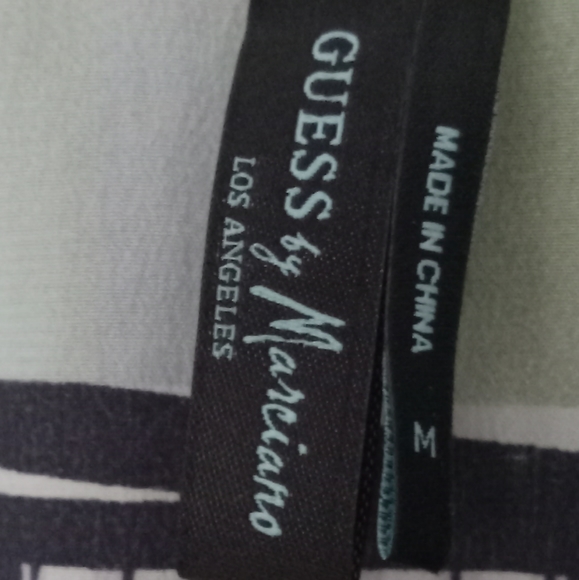 GUESS by Marciano
LOS ANGELES
MADE IN CHINA
M